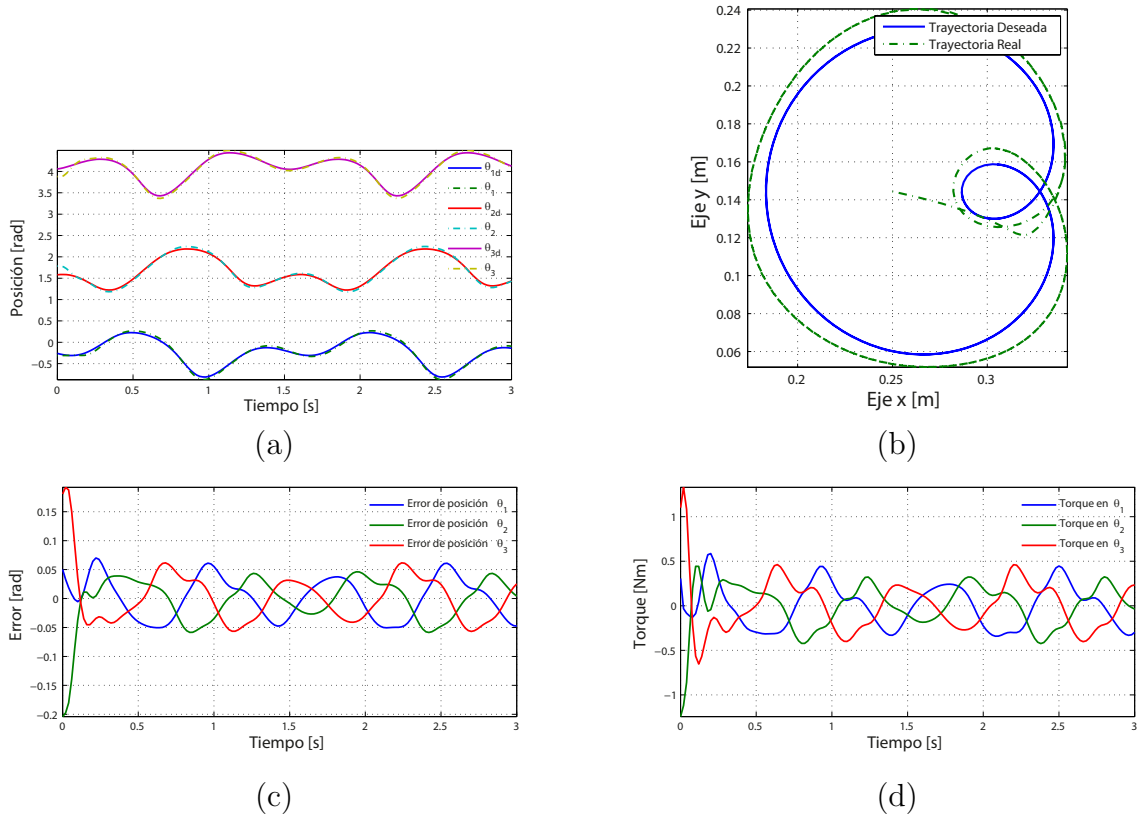 4
3.5
3
2.5
2
1.5
1
0.5
0
−0.5
0
0.5
1
1.5
2
2.5
3
Posición [rad]
Tiempo [s]
θ1d
θ1
θ2d
θ2
θ3d
θ3
(a)
0.24
0.22
0.2
0.18
0.16
0.14
0.12
0.1
0.08
0.06
0.2
0.3
Eje y [m]
Eje x [m]
Trayectoria Deseada
Trayectoria Real
(b)
0.15
0.1
0.05
0
−0.05
−0.1
−0.15
−0.2
0
0.5
1
1.5
2
2.5
3
Error [rad]
Tiempo [s]
Error de posición θ1
Error de posición θ2
Error de posición θ3
(c)
1
0.5
0
−0.5
−1
0
0.5
1
1.5
2
2.5
3
Torque [Nm]
Tiempo [s]
Torque en θ1
Torque en θ2
Torque en θ3
(d)